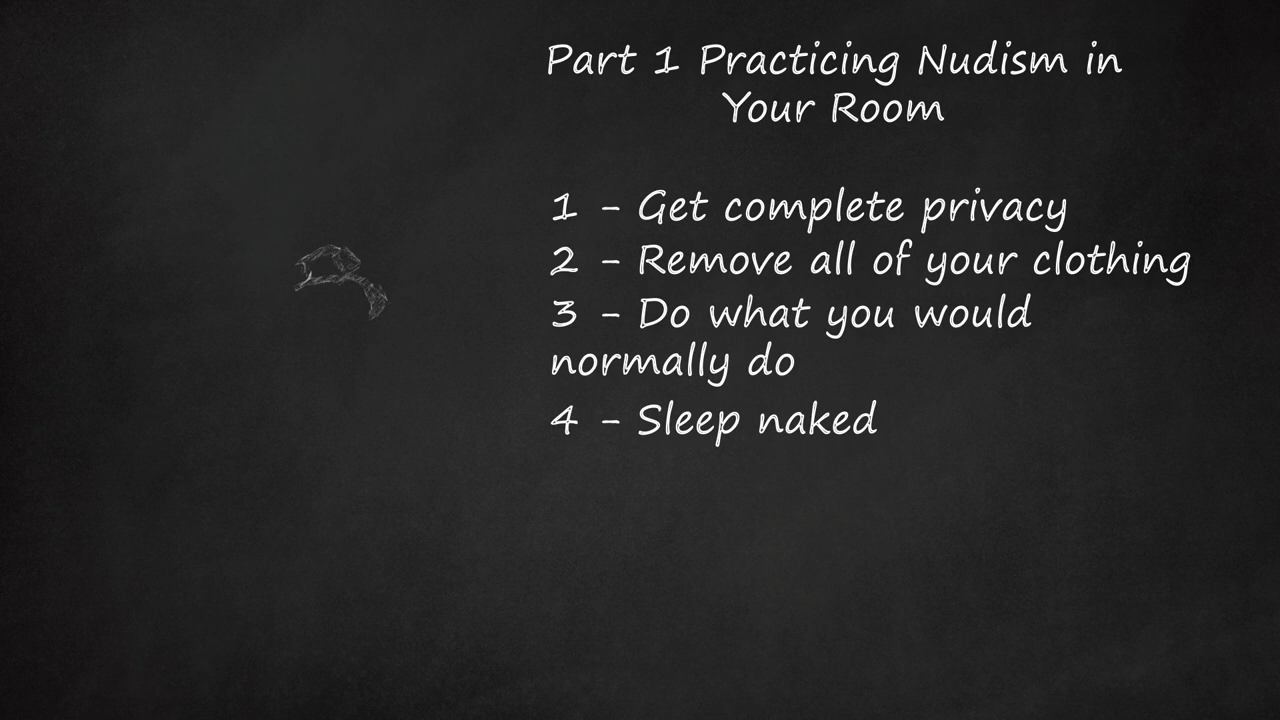 Part 1 Practicing Nudism in
Your Room
1 - Get complete privacy
2 - Remove all of your clothing
3 - Do what you would
normally do
4 - Sleep naked